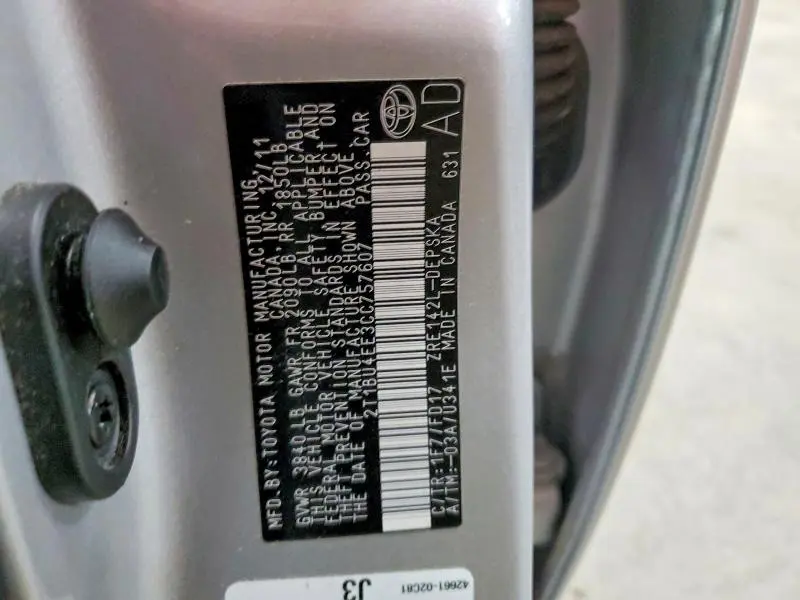 MFD.BY:TOYOTA MOTOR MANUFACTURING,
CANADA, INC. 12/11
GVWR 3840 LB GAWR FR 2090LB RR 1850LB
THIS VEHICLE CONFORMS TO ALL APPLICABLE
FEDERAL MOTOR VEHICLE SAFETY, BUMPER, AND
THEFT PREVENTION STANDARDS IN EFFECT ON
THE DATE OF MANUFACTURE SHOWN ABOVE.
2T1BU4EE3CC757607 PASS.CAR
C/TR:1F7/FD17 ZRE142L-DEPSKA
A/TM:-03A/U341E MADE IN CANADA 631
AD
42661-02C81
J3